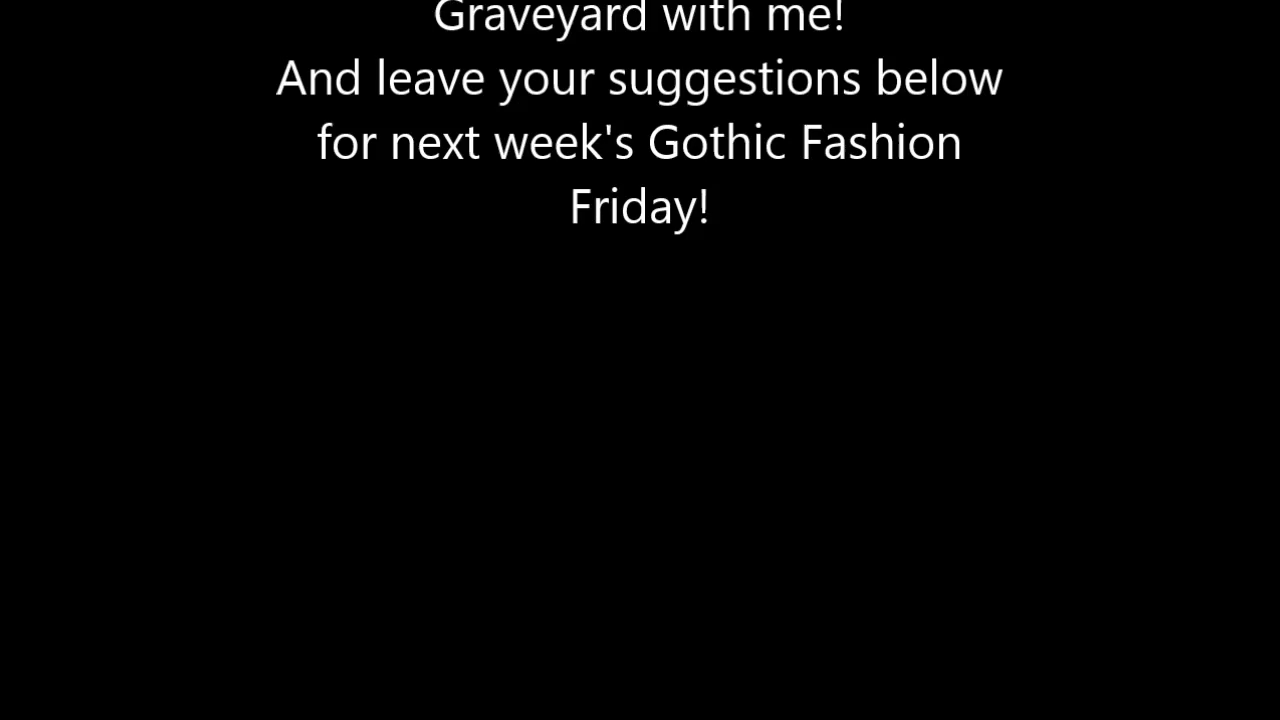 Graveyard with me!
And leave your suggestions below
for next week's Gothic Fashion
Friday!